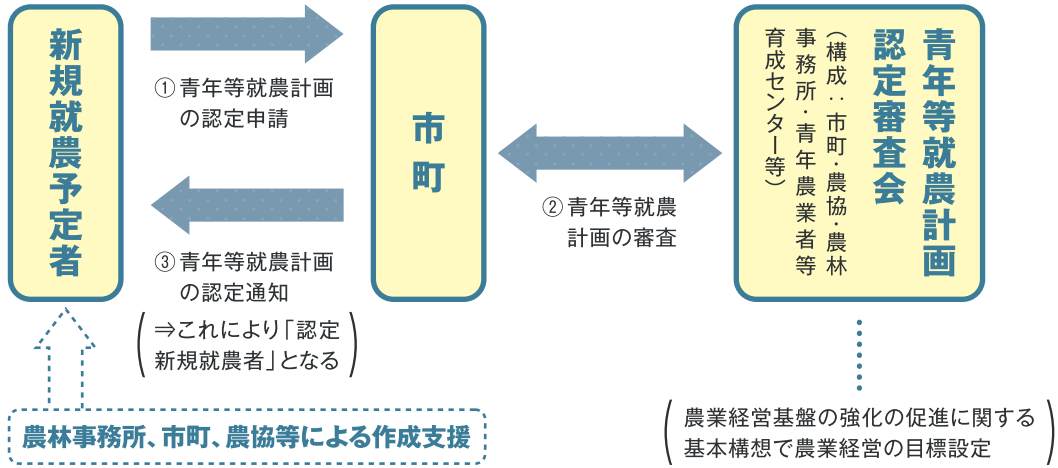 新規就農予定者
① 青年等就農計画
の認定申請
③ 青年等就農計画
の認定通知
(⇒これにより「認定
新規就農者」となる)
市町
② 青年等就農
計画の審査
青年等就農計画
認定審査会
(構成：市町・農協・農林
事務所・青年農業者等
育成センター等)
農林事務所、市町、農協等による作成支援
(農業経営基盤の強化の促進に関する
基本構想で農業経営の目標設定)